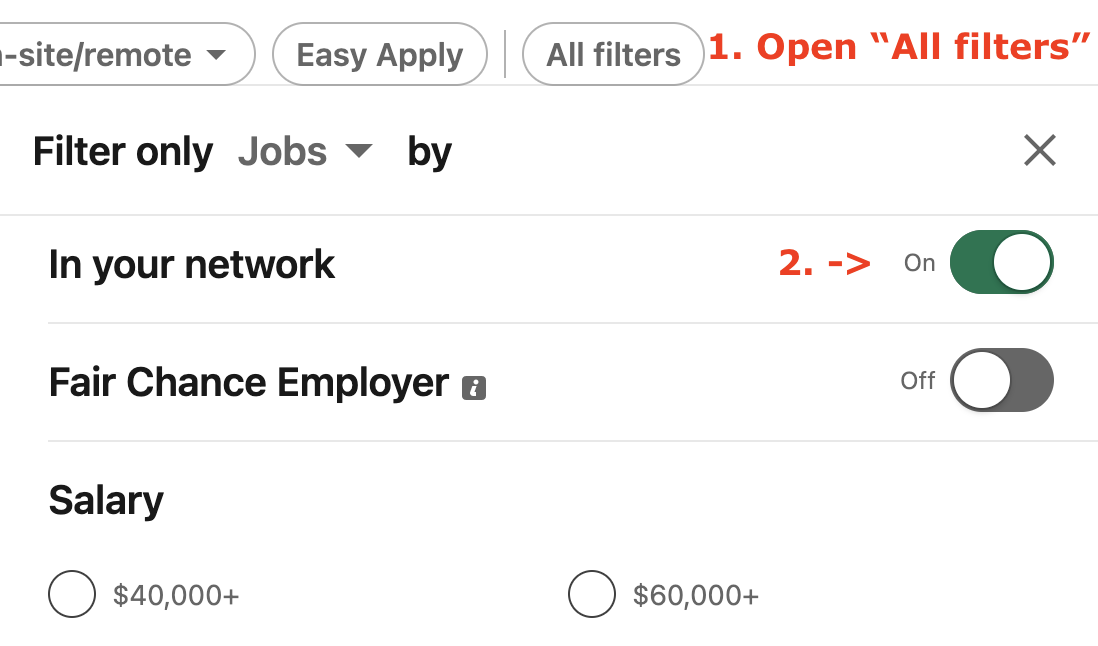 -site/remote
Easy Apply
All filters
1. Open “All filters”
Filter only Jobs by
In your network
2. ->
On
Fair Chance Employer
Off
Salary
$40,000+
$60,000+